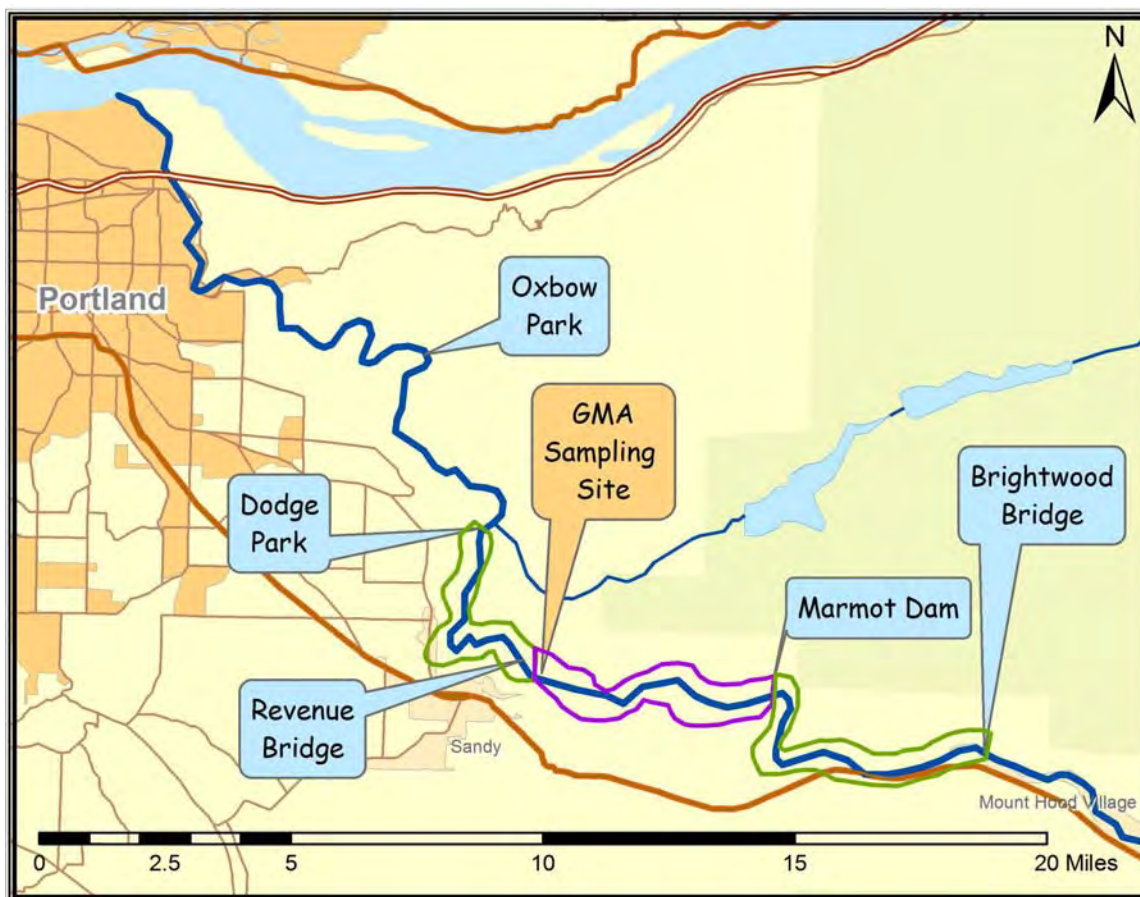 N
Oxbow
Park
Portland
GMA
Sampling
Site
Brightwood
Bridge
Dodge
Park
Marmot Dam
Revenue
Bridge
Sandy
Mount Hood Village
0 2.5 5 10 15 20 Miles